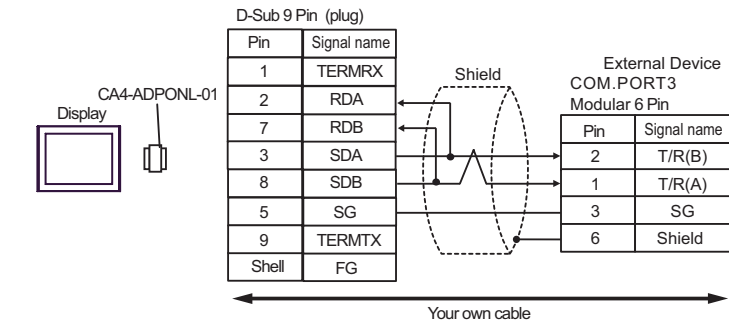 D-Sub 9 Pin (plug)
Pin Signal name
1 TERMRX
2 RDA
7 RDB
3 SDA
8 SDB
5 SG
9 TERMTX
Shell FG
CA4-ADPONL-01
Display
Shield
External Device
COM.PORT3
Modular 6 Pin
Pin Signal name
2 T/R(B)
1 T/R(A)
3 SG
6 Shield
Your own cable